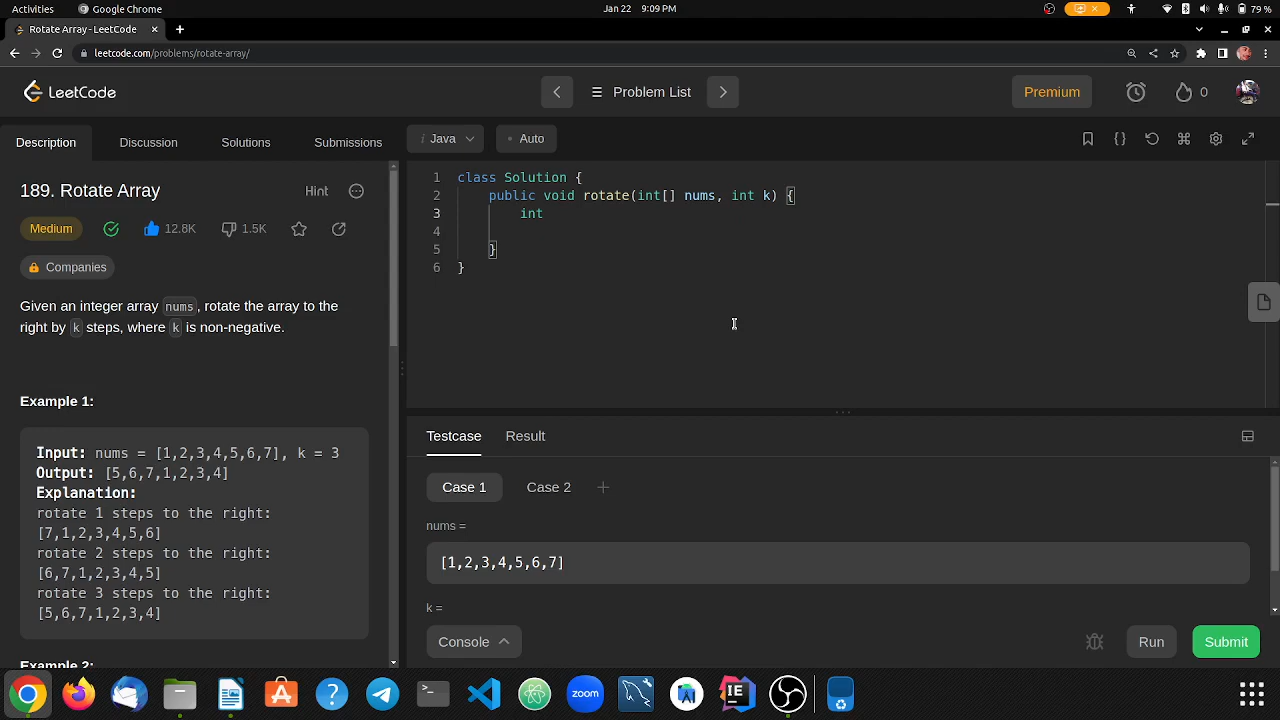 Activities
Google Chrome
Jan 22 9:09 PM
79 %
Rotate Array - LeetCode
leetcode.com/problems/rotate-array/
LeetCode
Problem List
Premium
0
Description
Discussion
Solutions
Submissions
i Java
Auto
189. Rotate Array
Hint
Medium
12.8K
1.5K
Companies
Given an integer array nums, rotate the array to the
right by k steps, where k is non-negative.
Example 1:
Input: nums = [1,2,3,4,5,6,7], k = 3
Output: [5,6,7,1,2,3,4]
Explanation:
rotate 1 steps to the right:
[7,1,2,3,4,5,6]
rotate 2 steps to the right:
[6,7,1,2,3,4,5]
rotate 3 steps to the right:
[5,6,7,1,2,3,4]
Example 2:
1 class Solution {
2 public void rotate(int[] nums, int k) {
3 int
4
5 }
6 }
Testcase
Result
Case 1
Case 2
nums =
[1,2,3,4,5,6,7]
k =
Console
Run
Submit
zoom
IE